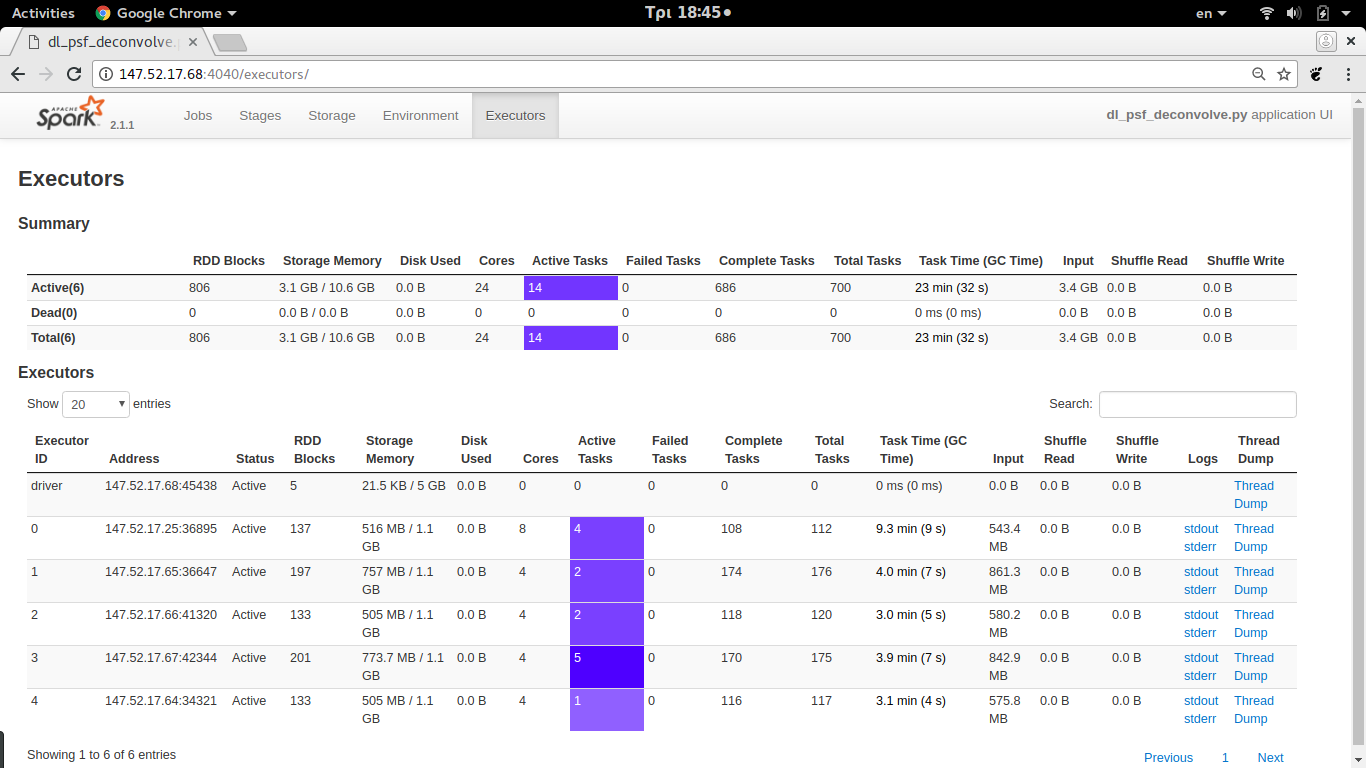 Activities Google Chrome Τρι 18:45 en
dl_psf_deconvolve.
147.52.17.68:4040/executors/
APACHE Spark 2.1.1 Jobs Stages Storage Environment Executors dl_psf_deconvolve.py application UI
Executors
Summary
RDD Blocks Storage Memory Disk Used Cores Active Tasks Failed Tasks Complete Tasks Total Tasks Task Time (GC Time) Input Shuffle Read Shuffle Write
Active(6) 806 3.1 GB / 10.6 GB 0.0 B 24 14 0 686 700 23 min (32 s) 3.4 GB 0.0 B 0.0 B
Dead(0) 0 0.0 B / 0.0 B 0.0 B 0 0 0 0 0 0 ms (0 ms) 0.0 B 0.0 B 0.0 B
Total(6) 806 3.1 GB / 10.6 GB 0.0 B 24 14 0 686 700 23 min (32 s) 3.4 GB 0.0 B 0.0 B
Executors
Show 20 entries Search:
Executor RDD Storage Disk Active Failed Complete Total Task Time (GC Shuffle Shuffle Thread
ID Address Status Blocks Memory Used Cores Tasks Tasks Tasks Tasks Time) Input Read Write Logs Dump
driver 147.52.17.68:45438 Active 5 21.5 KB / 5 GB 0.0 B 0 0 0 0 0 0 ms (0 ms) 0.0 B 0.0 B 0.0 B Thread
Dump
0 147.52.17.25:36895 Active 137 516 MB / 1.1 0.0 B 8 4 0 108 112 9.3 min (9 s) 543.4 0.0 B 0.0 B stdout Thread
GB MB stderr Dump
1 147.52.17.65:36647 Active 197 757 MB / 1.1 0.0 B 4 2 0 174 176 4.0 min (7 s) 861.3 0.0 B 0.0 B stdout Thread
GB MB stderr Dump
2 147.52.17.66:41320 Active 133 505 MB / 1.1 0.0 B 4 2 0 118 120 3.0 min (5 s) 580.2 0.0 B 0.0 B stdout Thread
GB MB stderr Dump
3 147.52.17.67:42344 Active 201 773.7 MB / 1.1 0.0 B 4 5 0 170 175 3.9 min (7 s) 842.9 0.0 B 0.0 B stdout Thread
GB MB stderr Dump
4 147.52.17.64:34321 Active 133 505 MB / 1.1 0.0 B 4 1 0 116 117 3.1 min (4 s) 575.8 0.0 B 0.0 B stdout Thread
GB MB stderr Dump
Showing 1 to 6 of 6 entries Previous 1 Next